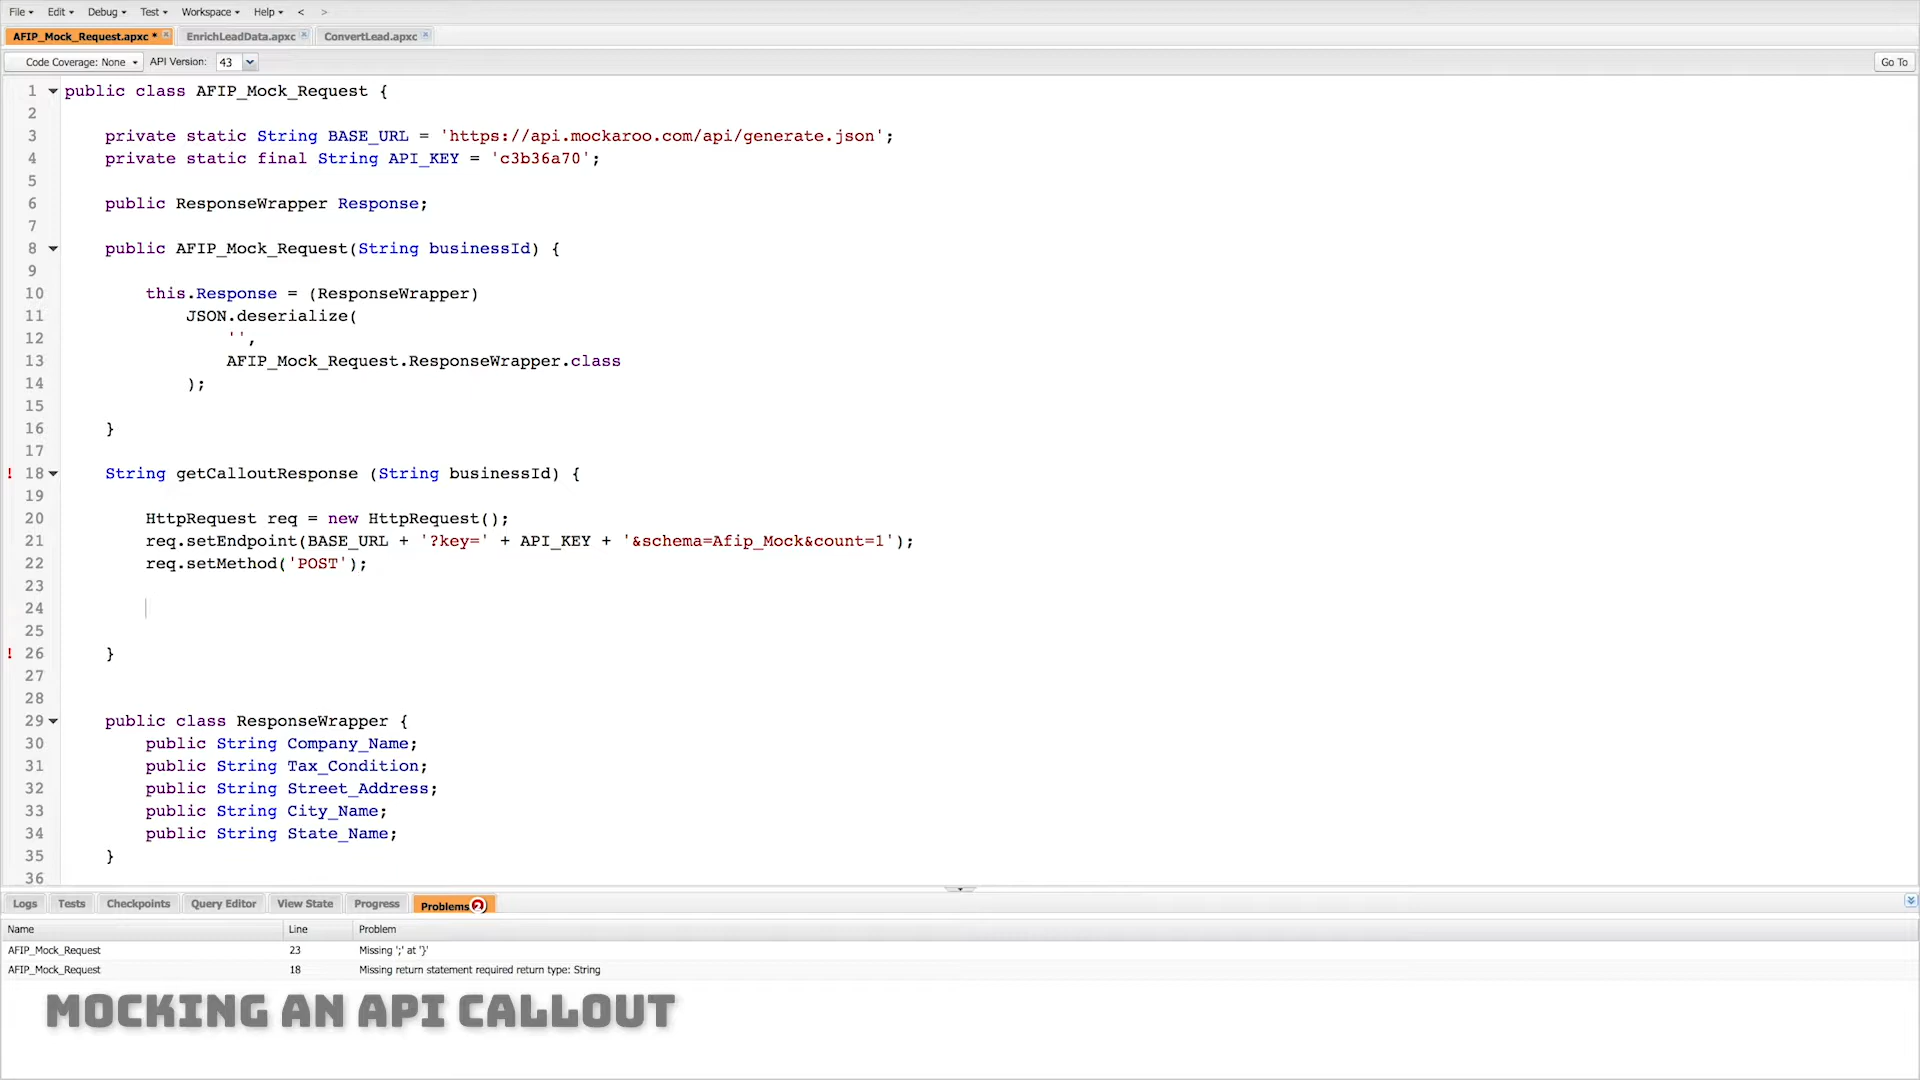 File Edit Debug Test Workspace Help < >
AFIP_Mock_Request.apxc * EnrichLeadData.apxc ConvertLead.apxc
Code Coverage: None API Version: 43 Go To
1 public class AFIP_Mock_Request {
2
3 private static String BASE_URL = 'https://api.mockaroo.com/api/generate.json';
4 private static final String API_KEY = 'c3b36a70';
5
6 public ResponseWrapper Response;
7
8 public AFIP_Mock_Request(String businessId) {
9
10 this.Response = (ResponseWrapper)
11 JSON.deserialize(
12 '',
13 AFIP_Mock_Request.ResponseWrapper.class
14 );
15
16 }
17
! 18 String getCalloutResponse (String businessId) {
19
20 HttpRequest req = new HttpRequest();
21 req.setEndpoint(BASE_URL + '?key=' + API_KEY + '&schema=Afip_Mock&count=1');
22 req.setMethod('POST');
23
24
25
! 26 }
27
28
29 public class ResponseWrapper {
30 public String Company_Name;
31 public String Tax_Condition;
32 public String Street_Address;
33 public String City_Name;
34 public String State_Name;
35 }
36
Logs Tests Checkpoints Query Editor View State Progress Problems 2
Name Line Problem
AFIP_Mock_Request 23 Missing ';' at '}'
AFIP_Mock_Request 18 Missing return statement required return type: String
MOCKING AN API CALLOUT